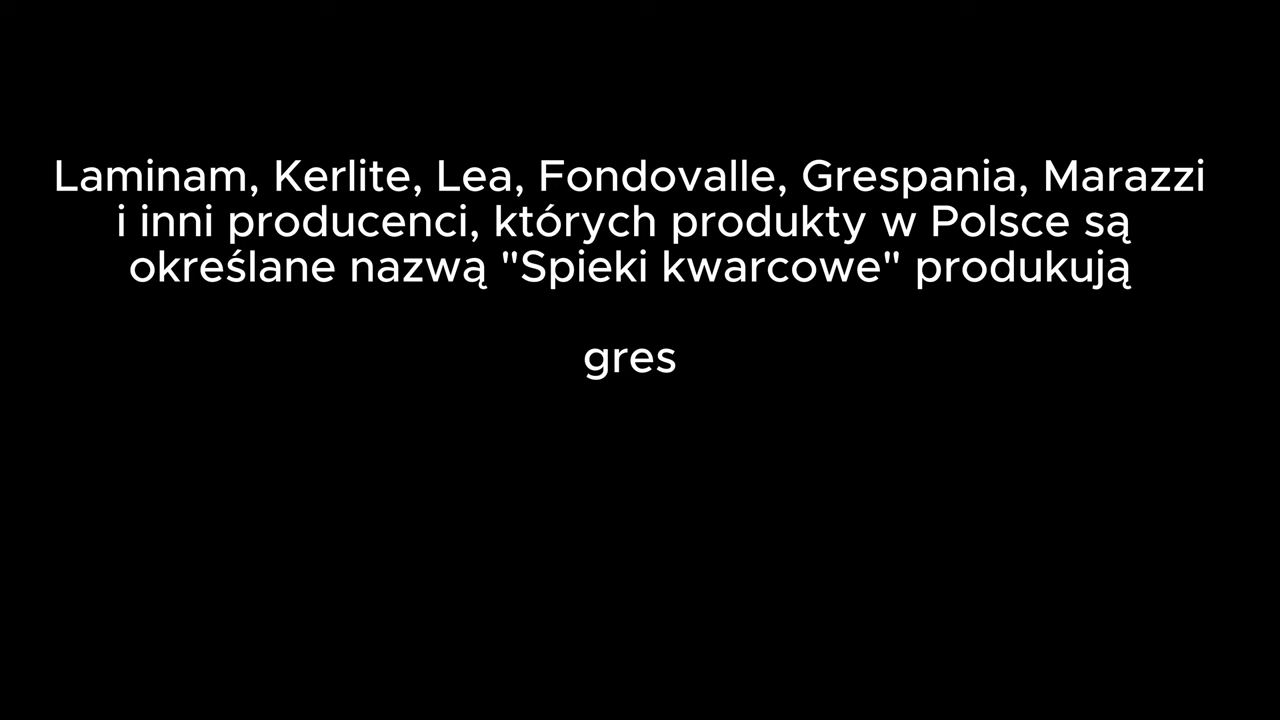 Laminam, Kerlite, Lea, Fondovalle, Grespania, Marazzi
i inni producenci, których produkty w Polsce są
określane nazwą "Spieki kwarcowe" produkują
gres